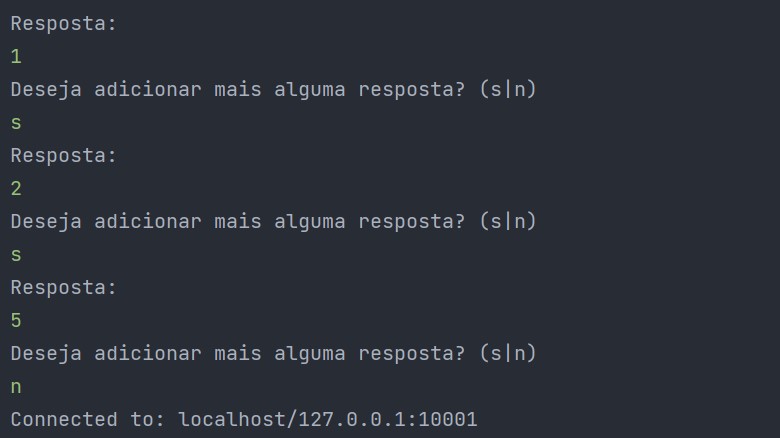 Resposta:
1
Deseja adicionar mais alguma resposta? (s|n)
s
Resposta:
2
Deseja adicionar mais alguma resposta? (s|n)
s
Resposta:
5
Deseja adicionar mais alguma resposta? (s|n)
n
Connected to: localhost/127.0.0.1:10001